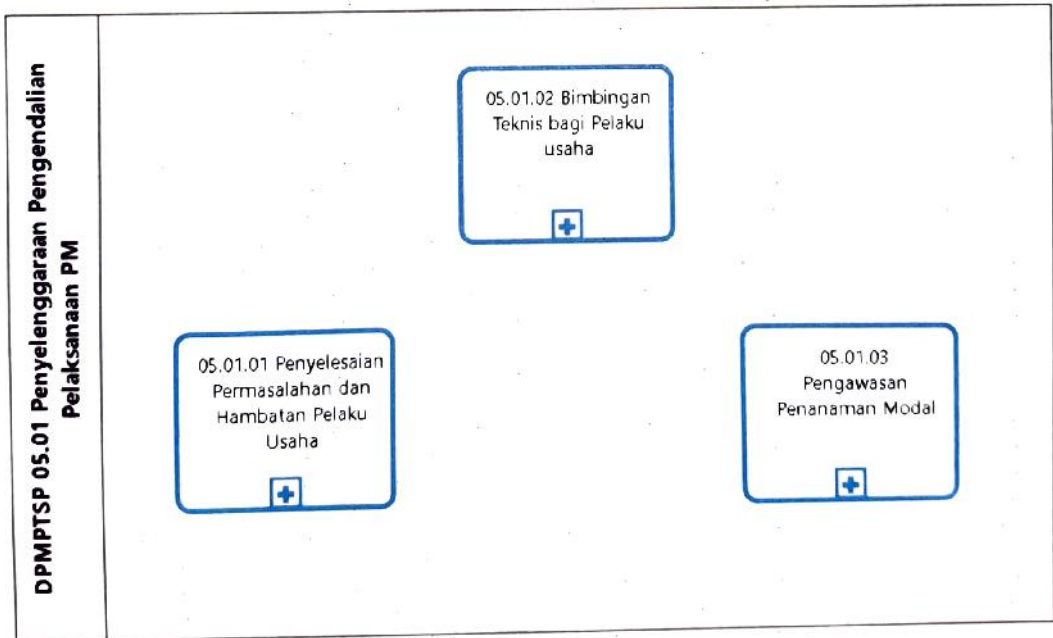 DPMPTSP 05.01 Penyelenggaraan Pengendalian
Pelaksanaan PM
05.01.02 Bimbingan
Teknis bagi Pelaku
usaha
05.01.01 Penyelesaian
Permasalahan dan
Hambatan Pelaku
Usaha
05.01.03
Pengawasan
Penanaman Modal